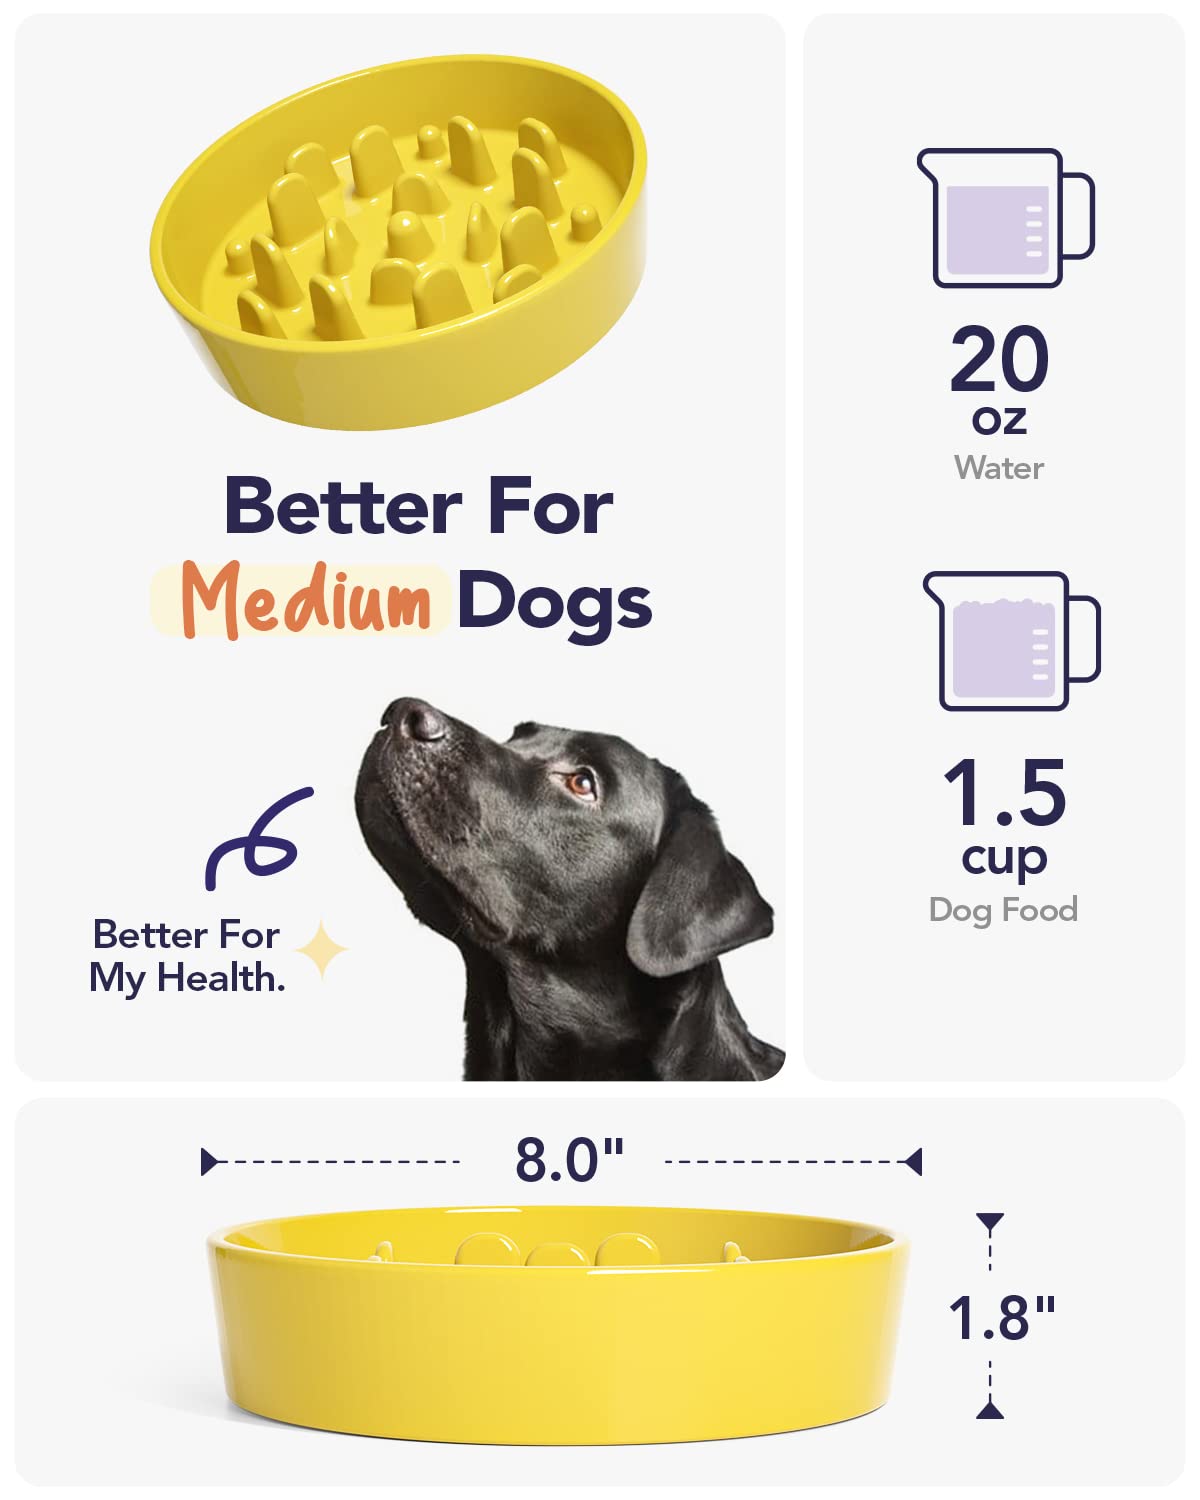 Better For
Medium Dogs
Better For
My Health.
20
oz
Water
1.5
cup
Dog Food
8.0"
1.8"